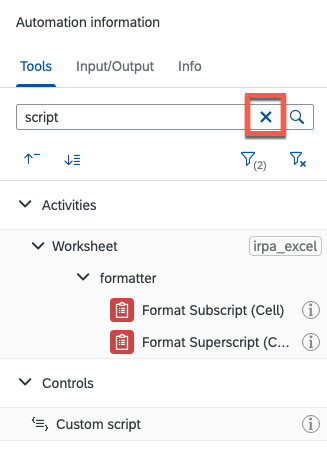 Automation information
Tools Input/Output Info
script
(2)
Activities
Worksheet irpa_excel
formatter
Format Subscript (Cell)
Format Superscript (C...
Controls
Custom script